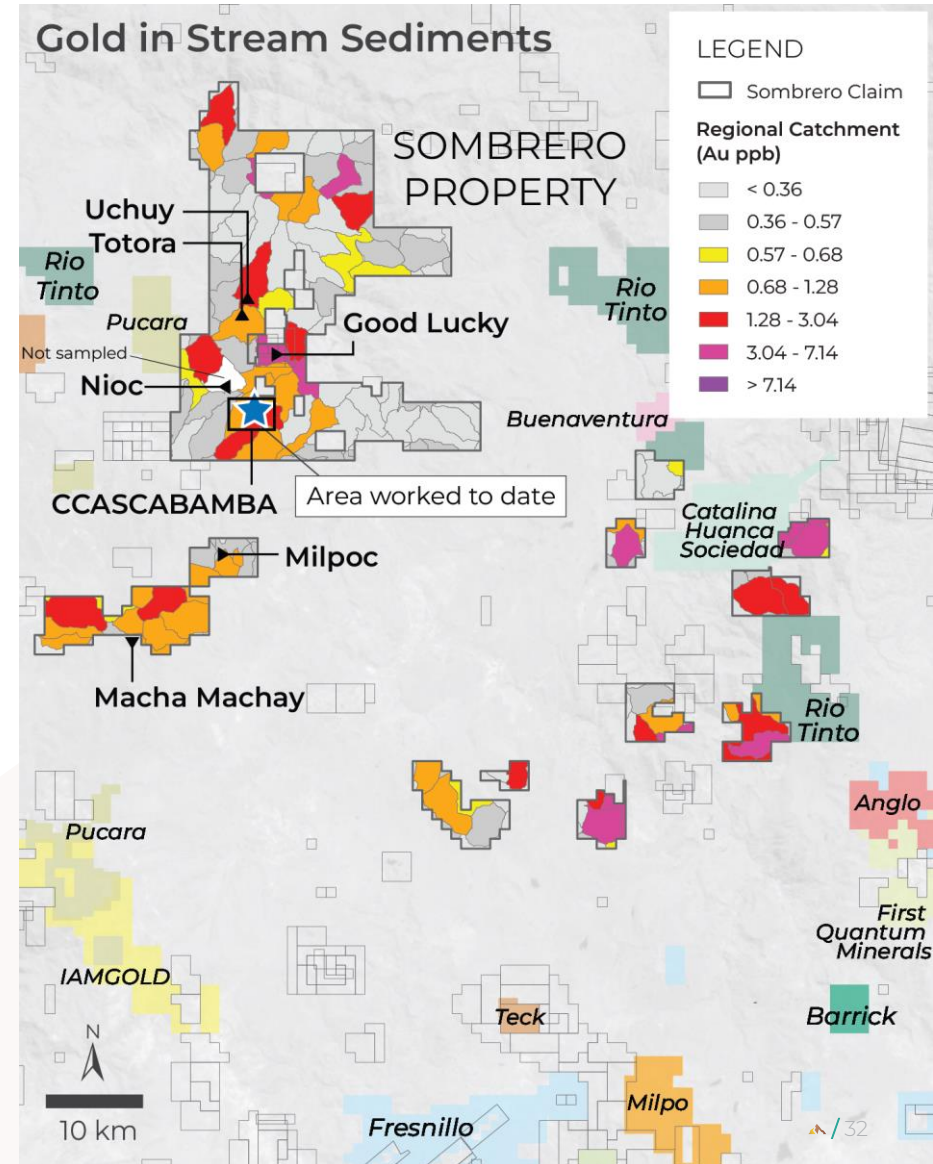 Gold in Stream Sediments
LEGEND
Sombrero Claim
Regional Catchment
(Au ppb)
< 0.36
0.36 - 0.57
0.57 - 0.68
0.68 - 1.28
1.28 - 3.04
3.04 - 7.14
> 7.14
SOMBRERO
PROPERTY
Uchuy
Totora
Rio
Tinto
Rio
Tinto
Pucara
Good Lucky
Not sampled
Nioc
Buenaventura
CCASCABAMBA
Area worked to date
Catalina
Huanca
Sociedad
Milpoc
Macha Machay
Rio
Tinto
Anglo
Pucara
First
Quantum
Minerals
IAMGOLD
Teck
Barrick
N
10 km
Fresnillo
Milpo
/ 32